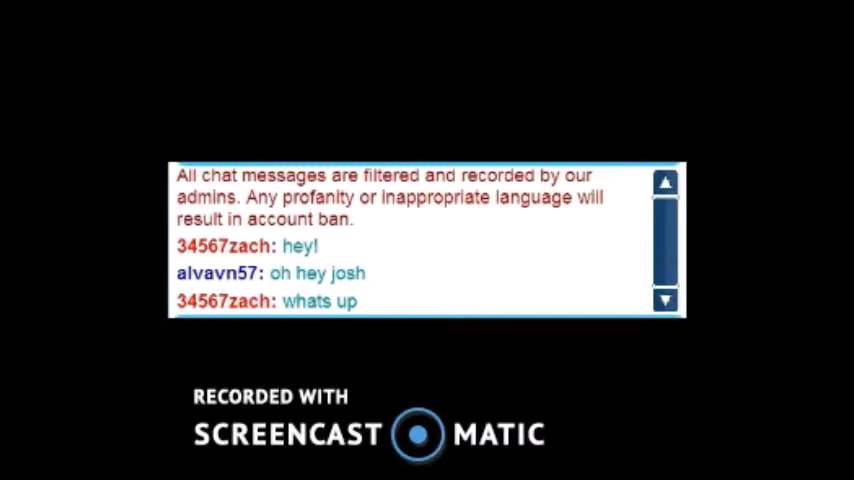 All chat messages are filtered and recorded by our
admins. Any profanity or inappropriate language will
result in account ban.
34567zach: hey!
alvavn57: oh hey josh
34567zach: whats up
RECORDED WITH
SCREENCAST MATIC